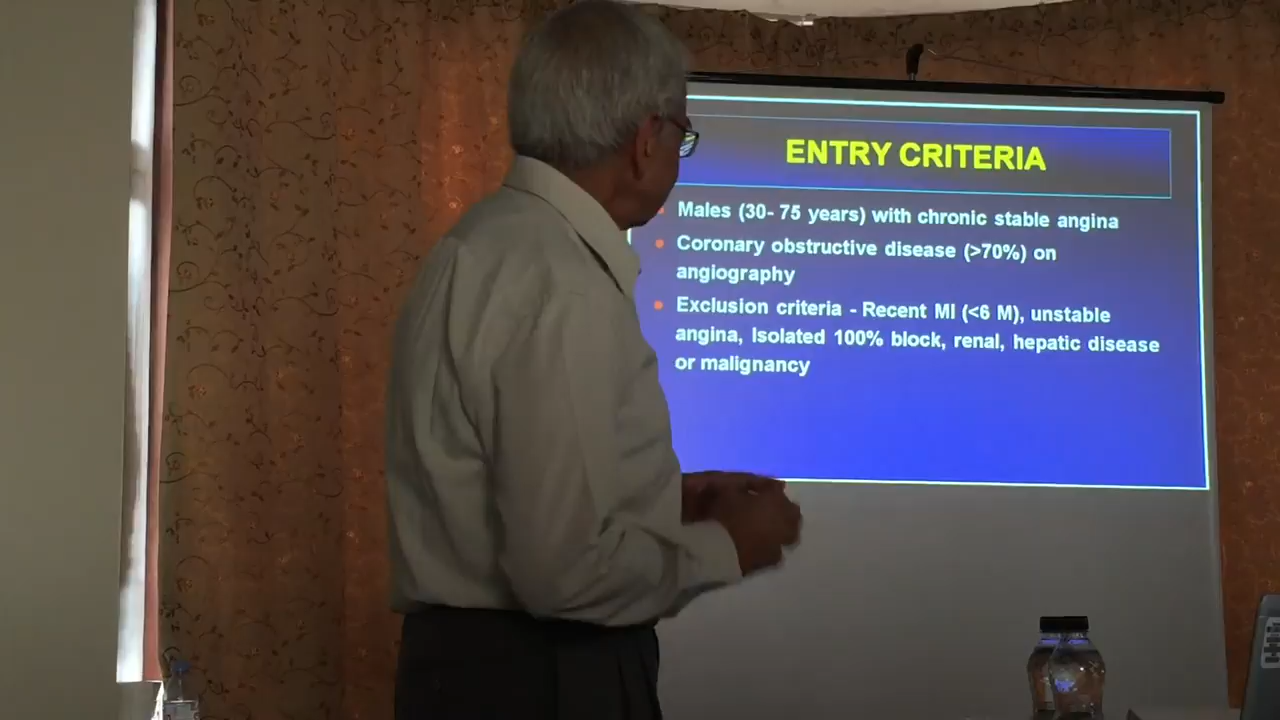 ENTRY CRITERIA
Males (30- 75 years) with chronic stable angina
Coronary obstructive disease (>70%) on
angiography
Exclusion criteria - Recent MI (<6 M), unstable
angina, Isolated 100% block, renal, hepatic disease
or malignancy